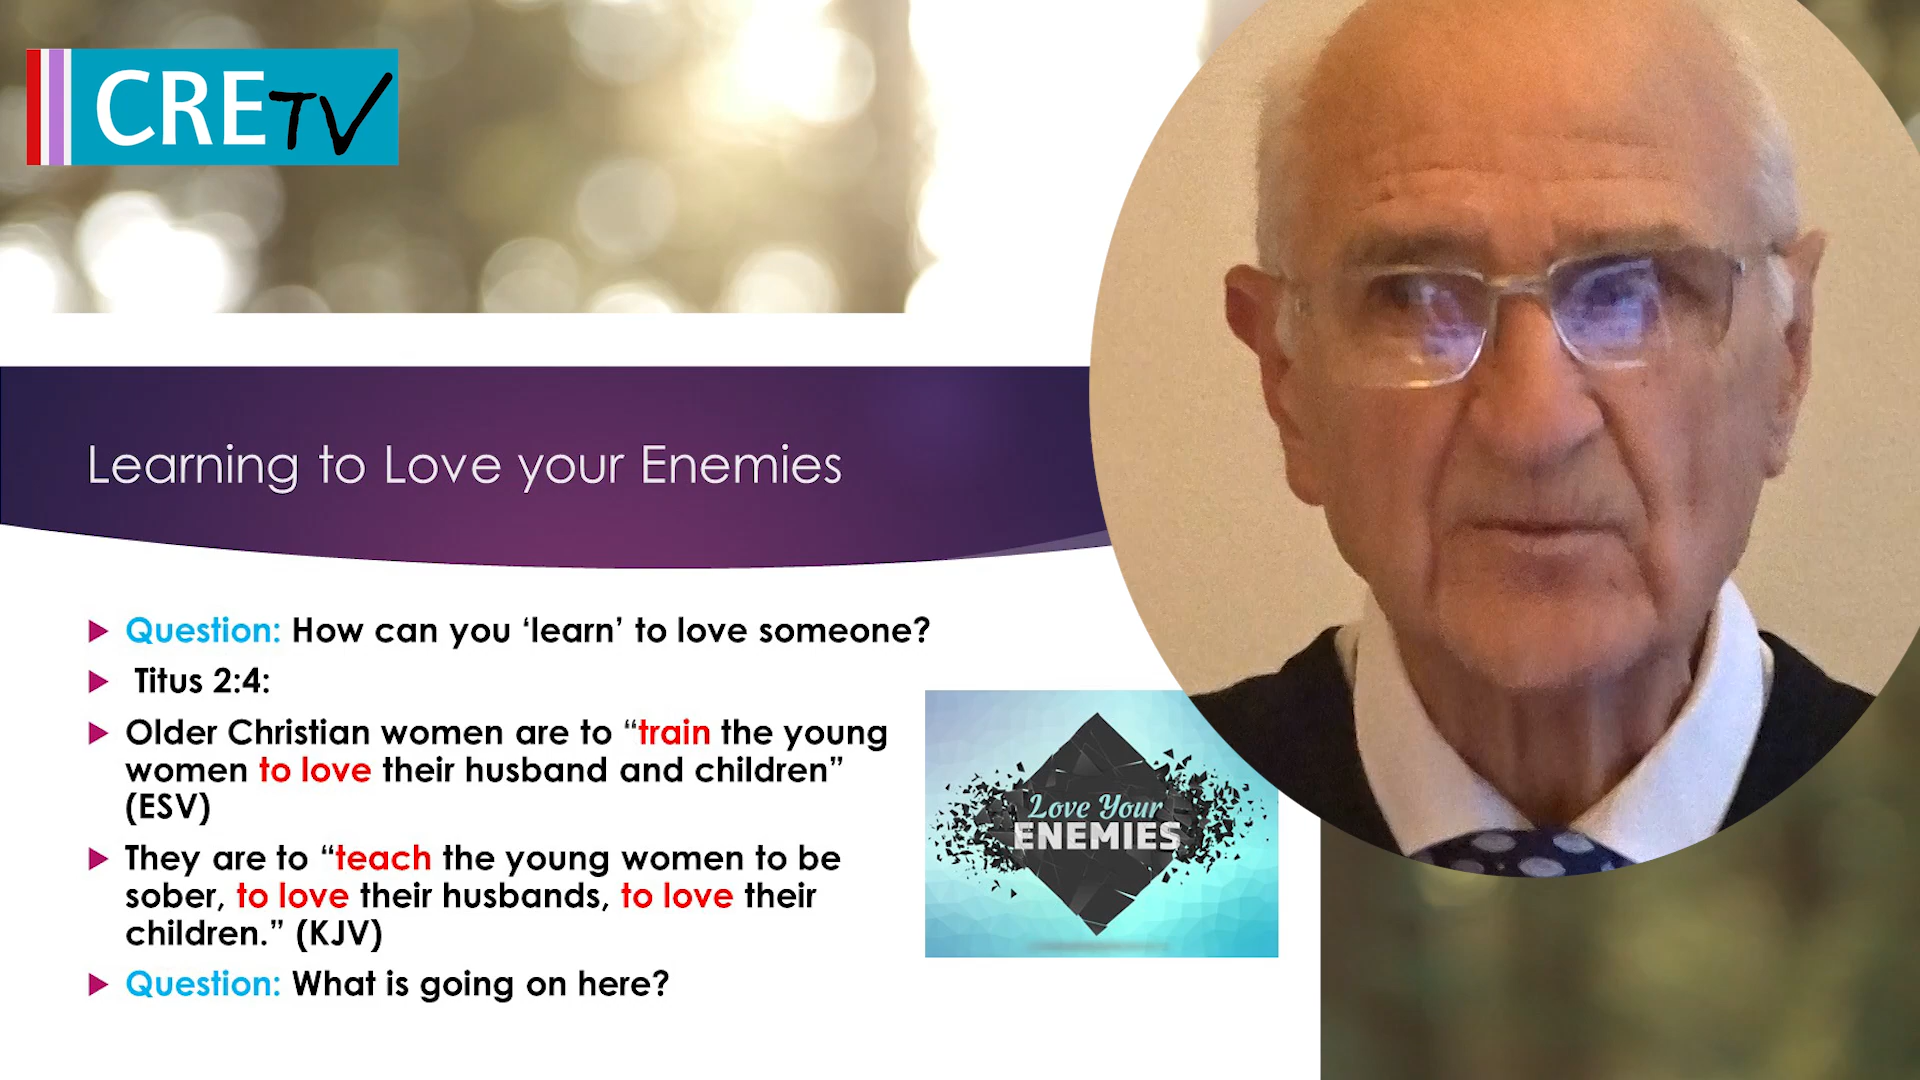 CRETV
Learning to Love your Enemies
Question: How can you ‘learn’ to love someone?
Titus 2:4:
Older Christian women are to “train the young
women to love their husband and children”
(ESV)
They are to “teach the young women to be
sober, to love their husbands, to love their
children.” (KJV)
Question: What is going on here?
Love Your
ENEMIES